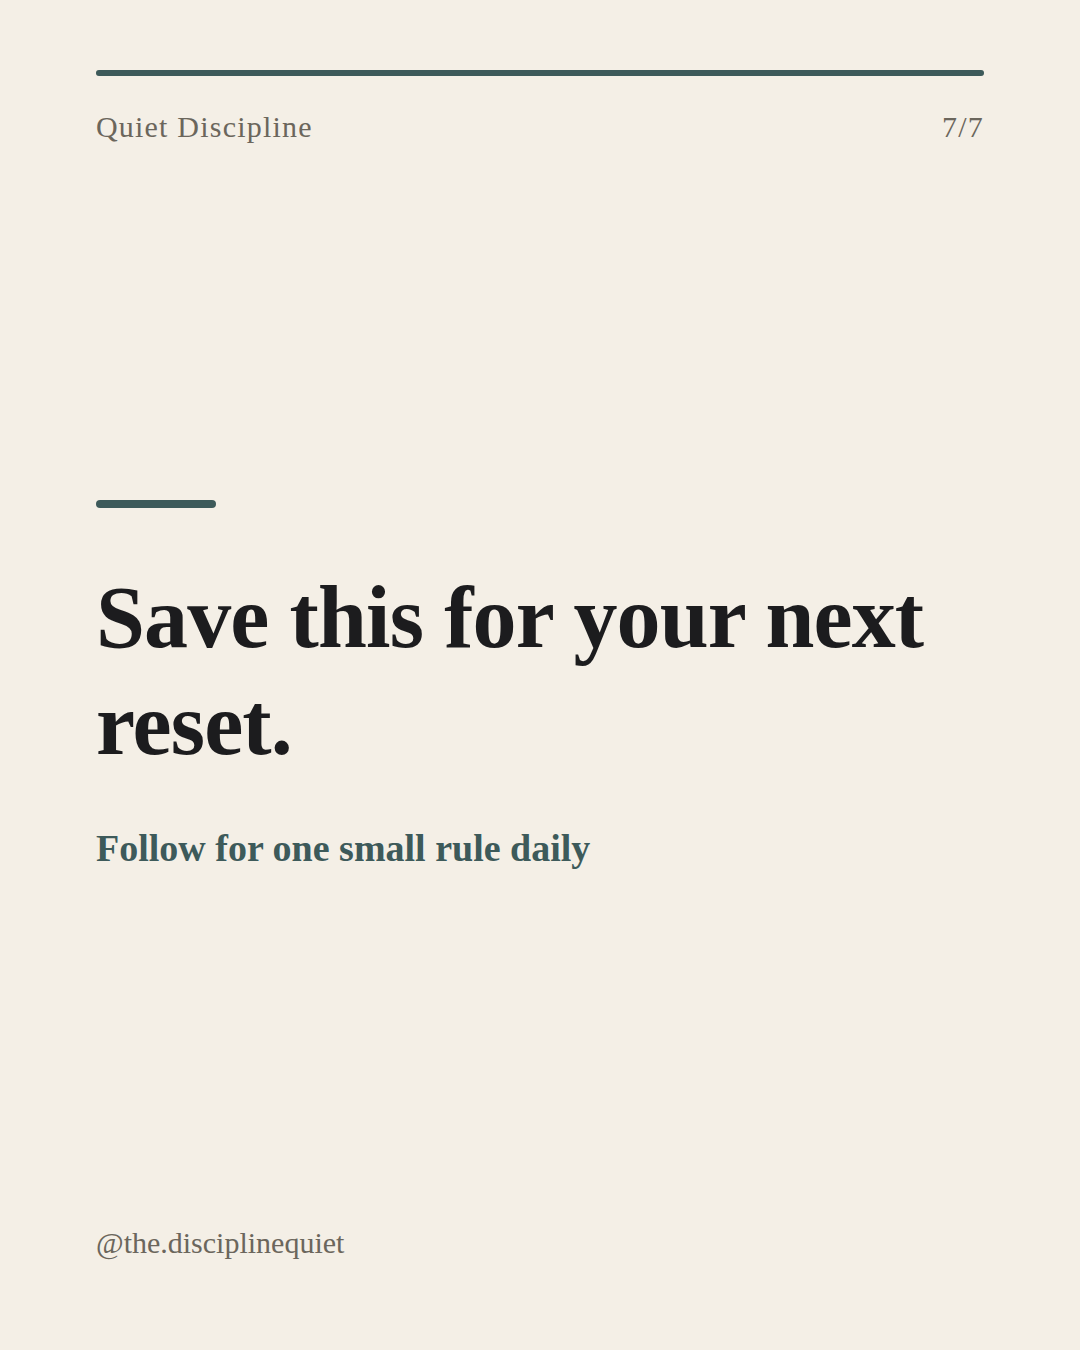 Quiet Discipline
7/7
Save this for your next
reset.
Follow for one small rule daily
@the.disciplinequiet